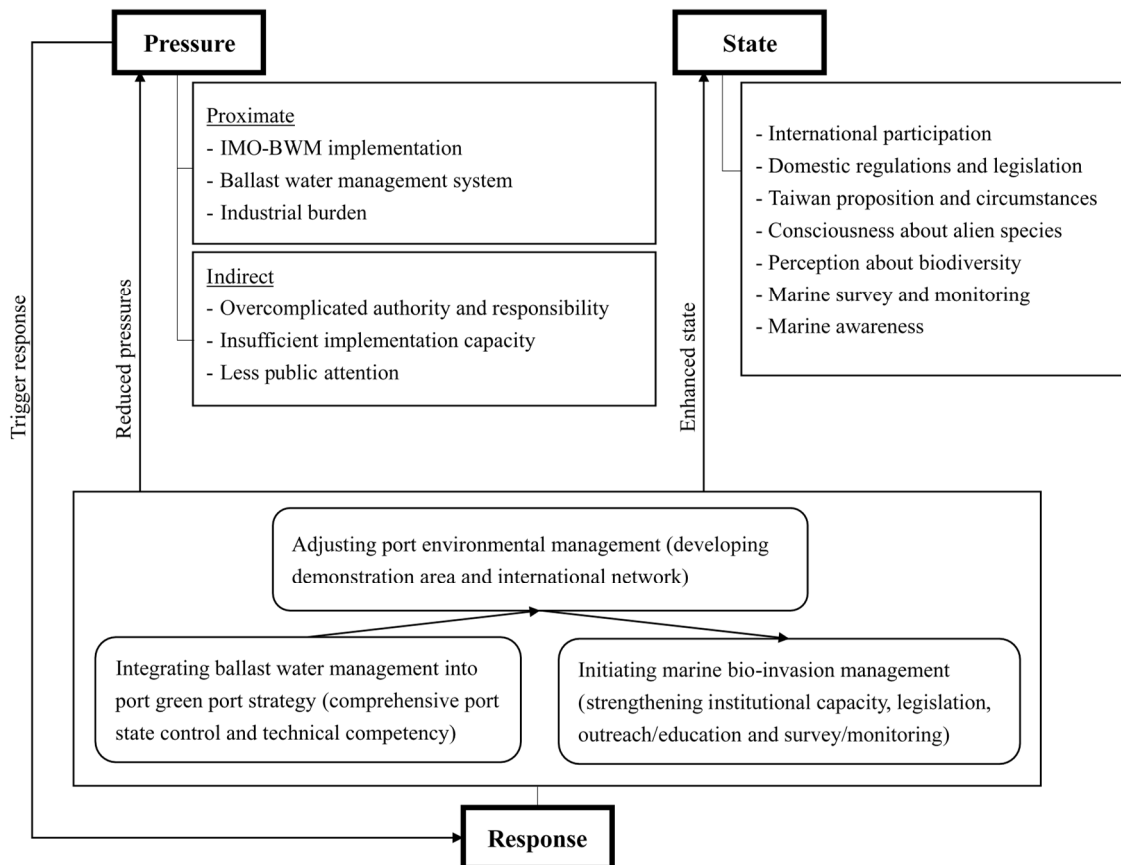 Pressure
State
Proximate
- IMO-BWM implementation
- Ballast water management system
- Industrial burden
Indirect
- Overcomplicated authority and responsibility
- Insufficient implementation capacity
- Less public attention
- International participation
- Domestic regulations and legislation
- Taiwan proposition and circumstances
- Consciousness about alien species
- Perception about biodiversity
- Marine survey and monitoring
- Marine awareness
Trigger response
Reduced pressures
Enhanced state
Adjusting port environmental management (developing
demonstration area and international network)
Integrating ballast water management into
port green port strategy (comprehensive port
state control and technical competency)
Initiating marine bio-invasion management
(strengthening institutional capacity, legislation,
outreach/education and survey/monitoring)
Response